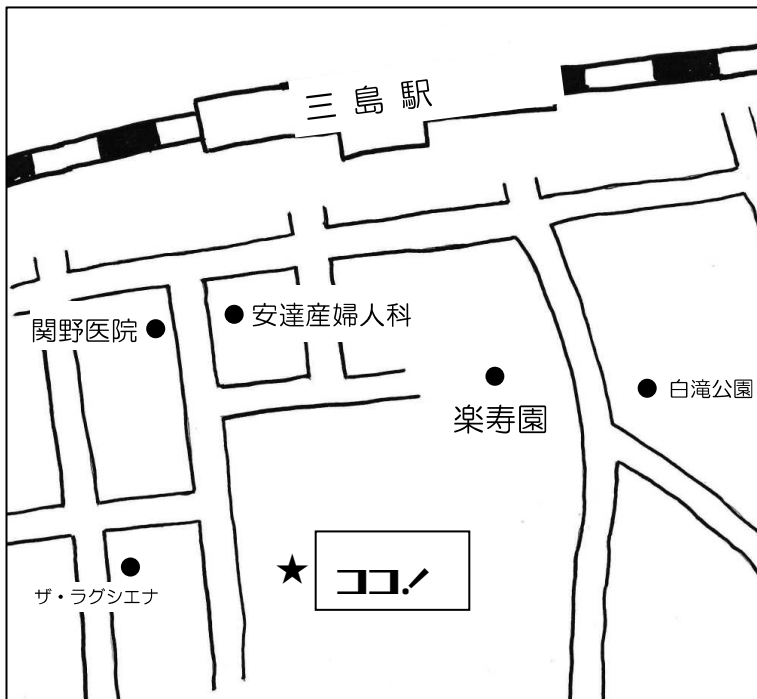 三島駅
関野医院
安達産婦人科
楽寿園
白滝公園
ココ！
ザ・ラグシエナ